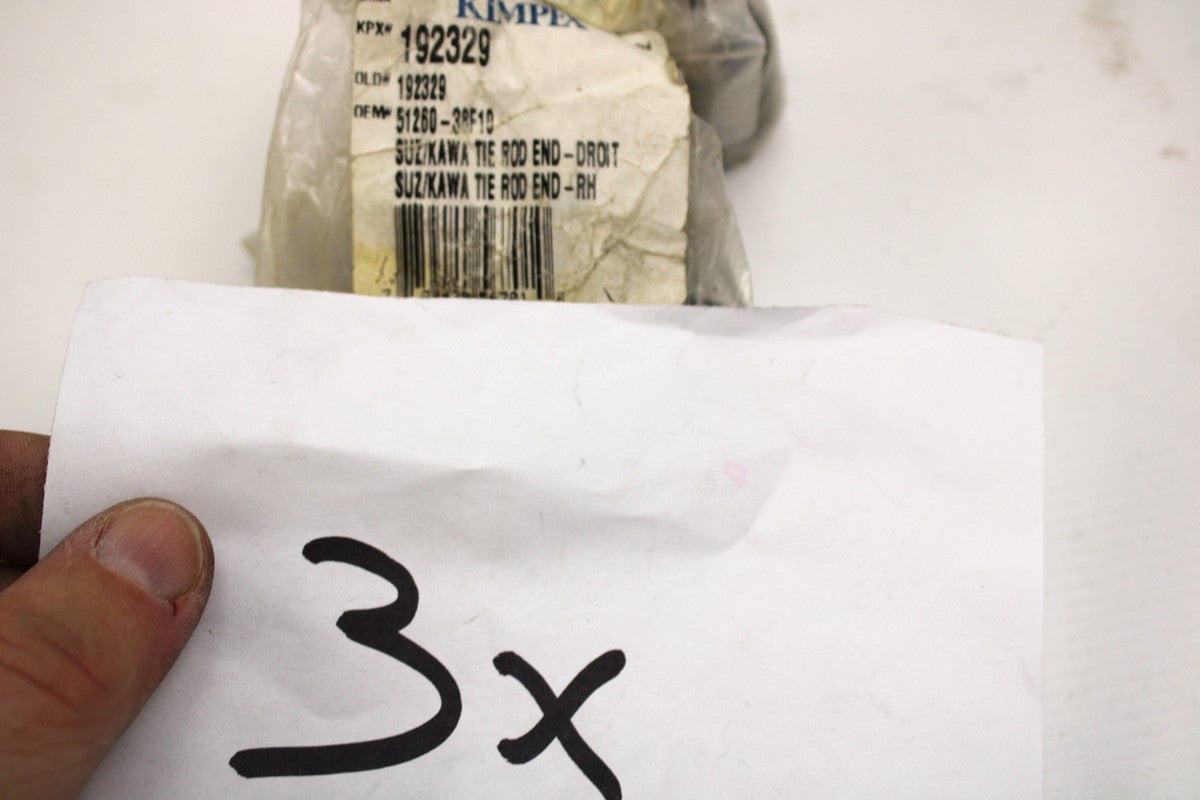 KIMPEX
KPX# 192329
OLD# 192329
OEM# 51260-38F10
SUZ/KAWA TIE ROD END-DROIT
SUZ/KAWA TIE ROD END-RH
3x